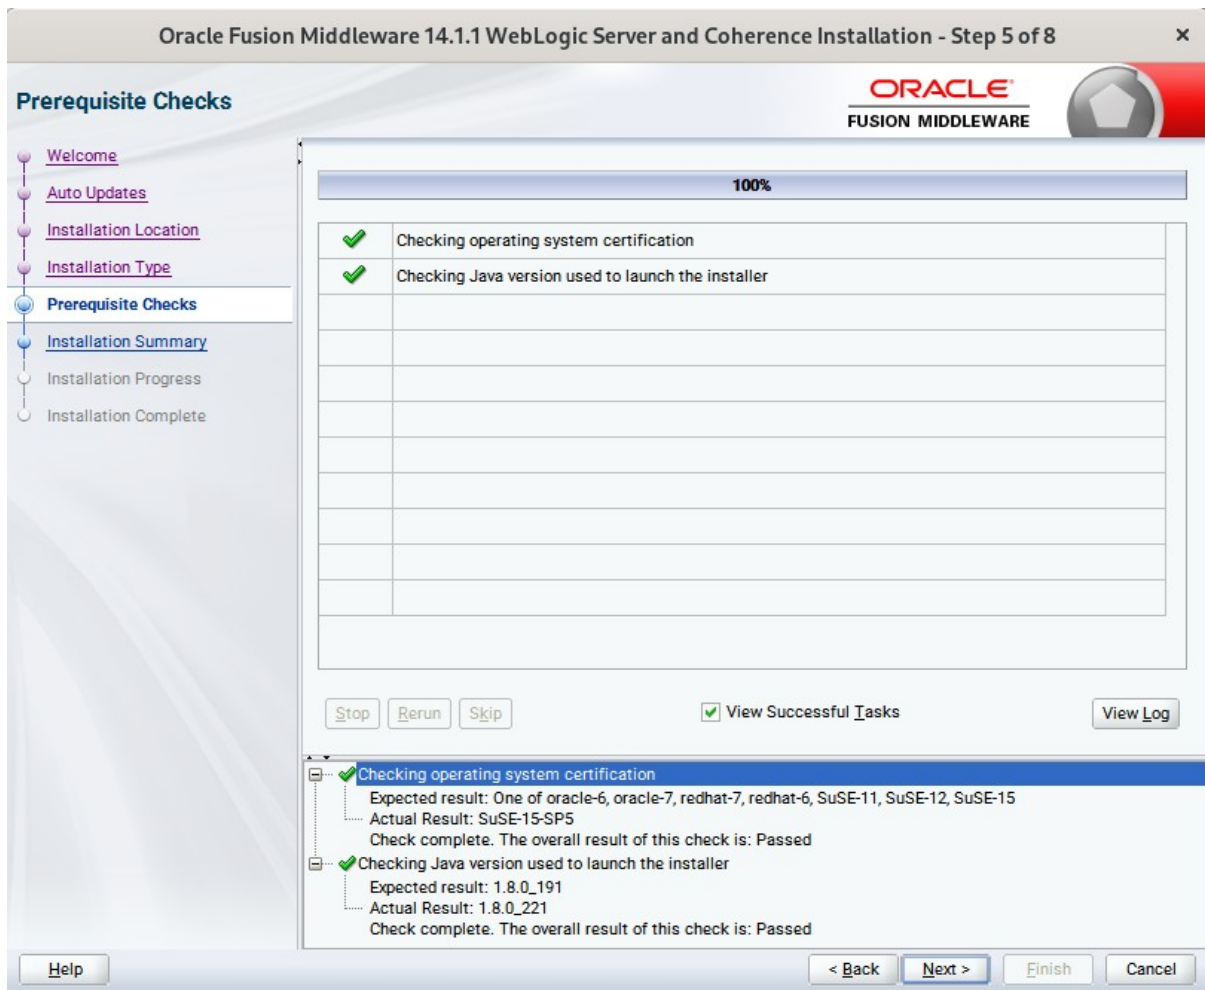 Oracle Fusion Middleware 14.1.1 WebLogic Server and Coherence Installation - Step 5 of 8
Prerequisite Checks
ORACLE
FUSION MIDDLEWARE
Welcome
Auto Updates
Installation Location
Installation Type
Prerequisite Checks
Installation Summary
Installation Progress
Installation Complete
100%
Checking operating system certification
Checking Java version used to launch the installer
Stop Rerun Skip View Successful Tasks View Log
Checking operating system certification
Expected result: One of oracle-6, oracle-7, redhat-7, redhat-6, SuSE-11, SuSE-12, SuSE-15
Actual Result: SuSE-15-SP5
Check complete. The overall result of this check is: Passed
Checking Java version used to launch the installer
Expected result: 1.8.0_191
Actual Result: 1.8.0_221
Check complete. The overall result of this check is: Passed
Help < Back Next > Finish Cancel